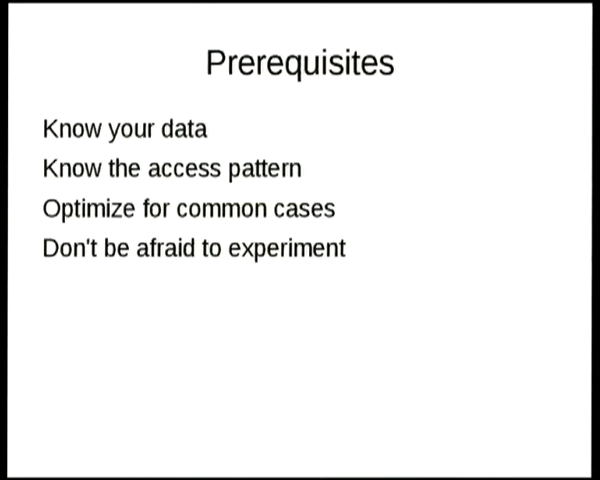 Prerequisites
Know your data
Know the access pattern
Optimize for common cases
Don't be afraid to experiment